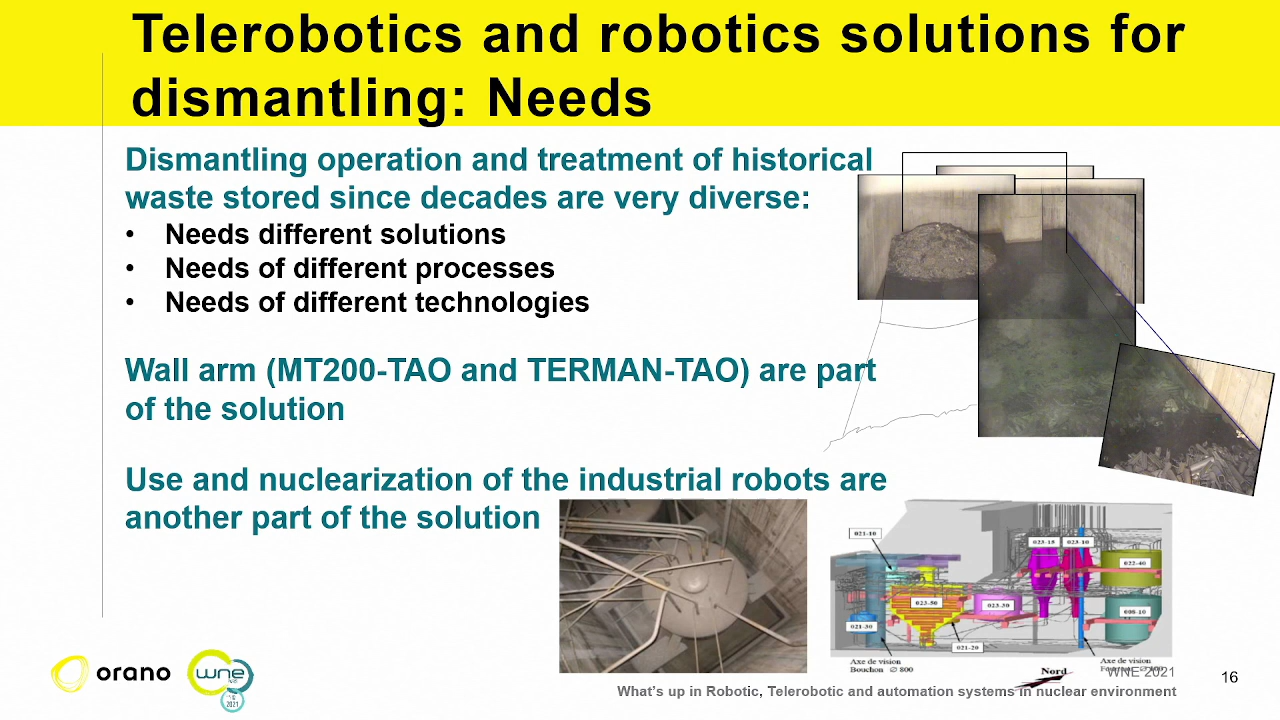 Telerobotics and robotics solutions for
dismantling: Needs
Dismantling operation and treatment of historical
waste stored since decades are very diverse:
• Needs different solutions
• Needs of different processes
• Needs of different technologies
Wall arm (MT200-TAO and TERMAN-TAO) are part
of the solution
Use and nuclearization of the industrial robots are
another part of the solution
021-10
023-15
023-10
022-40
023-50
023-30
021-30
608-10
021-20
Axe de vision
Bouchon ∅ 800
Nord
Axe de vision
orano
wne
2021
WNE 2021
What's up in Robotic, Telerobotic and automation systems in nuclear environment
16